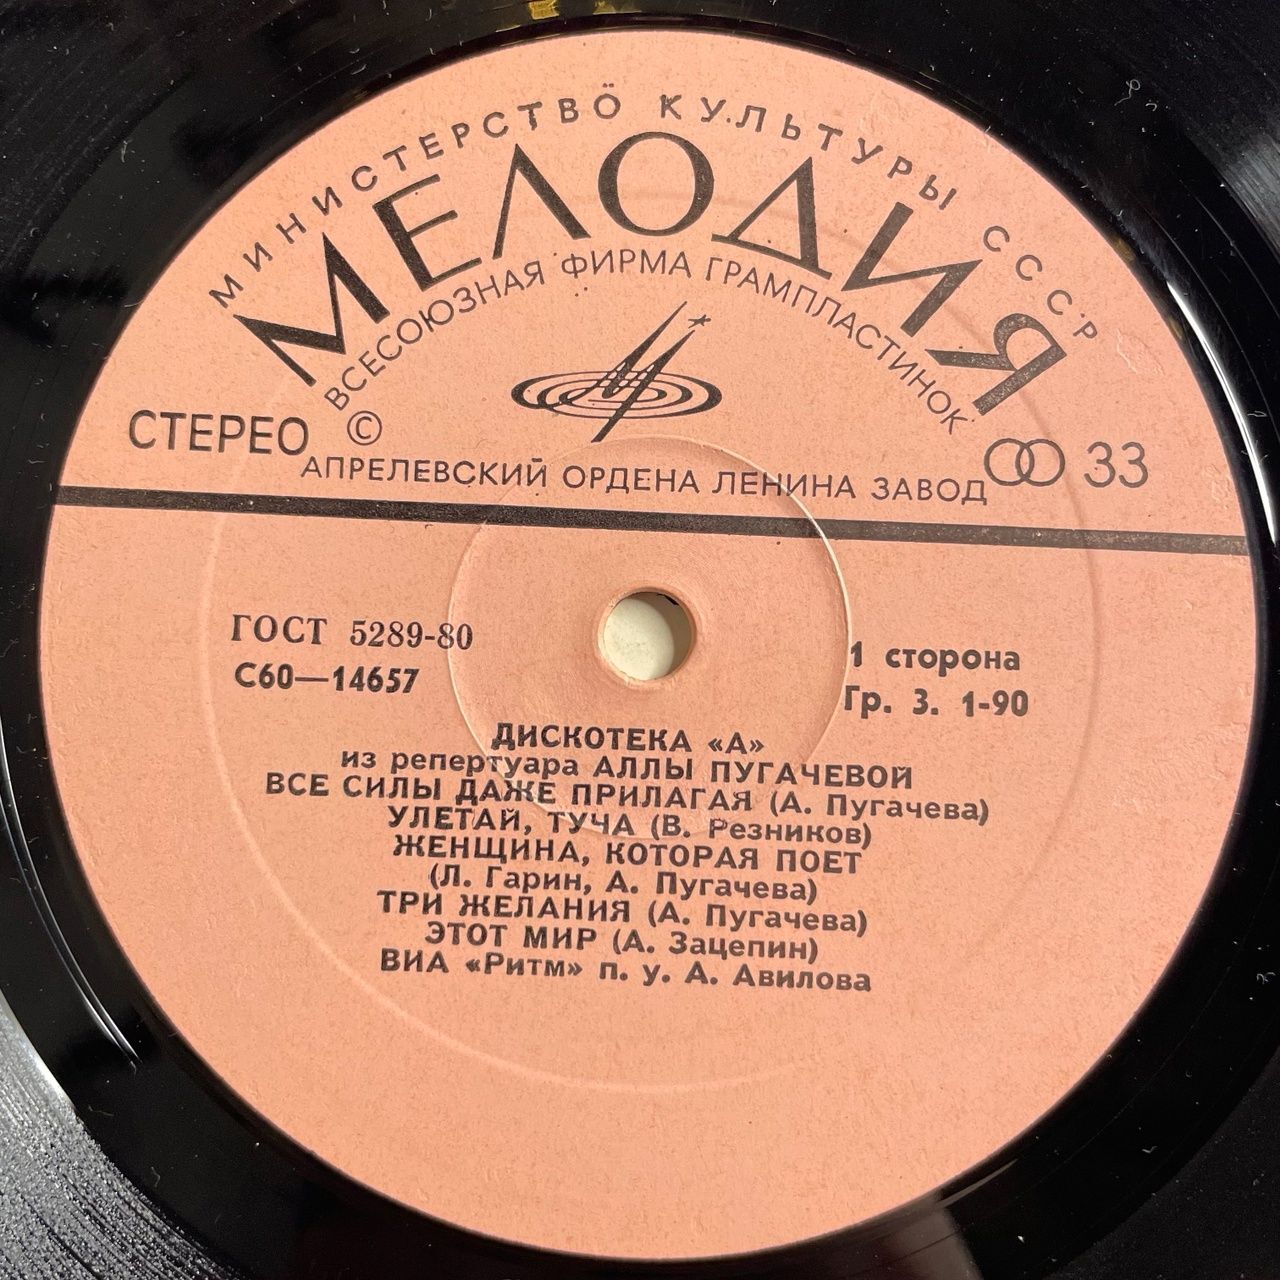 МИНИСТЕРСТВО КУЛЬТУРЫ СССР
МЕЛОДИЯ
ВСЕСОЮЗНАЯ ФИРМА ГРАМПЛАСТИНОК
СТЕРЕО
©
33
АПРЕЛЕВСКИЙ ОРДЕНА ЛЕНИНА ЗАВОД
ГОСТ 5289-80
С60—14657
1 сторона
Гр. 3. 1-90
ДИСКОТЕКА «А»
из репертуара АЛЛЫ ПУГАЧЕВОЙ
ВСЕ СИЛЫ ДАЖЕ ПРИЛАГАЯ (А. Пугачева)
УЛЕТАЙ, ТУЧА (В. Резников)
ЖЕНЩИНА, КОТОРАЯ ПОЕТ
(Л. Гарин, А. Пугачева)
ТРИ ЖЕЛАНИЯ (А. Пугачева)
ЭТОТ МИР (А. Зацепин)
ВИА «Ритм» п. у. А. Авилова